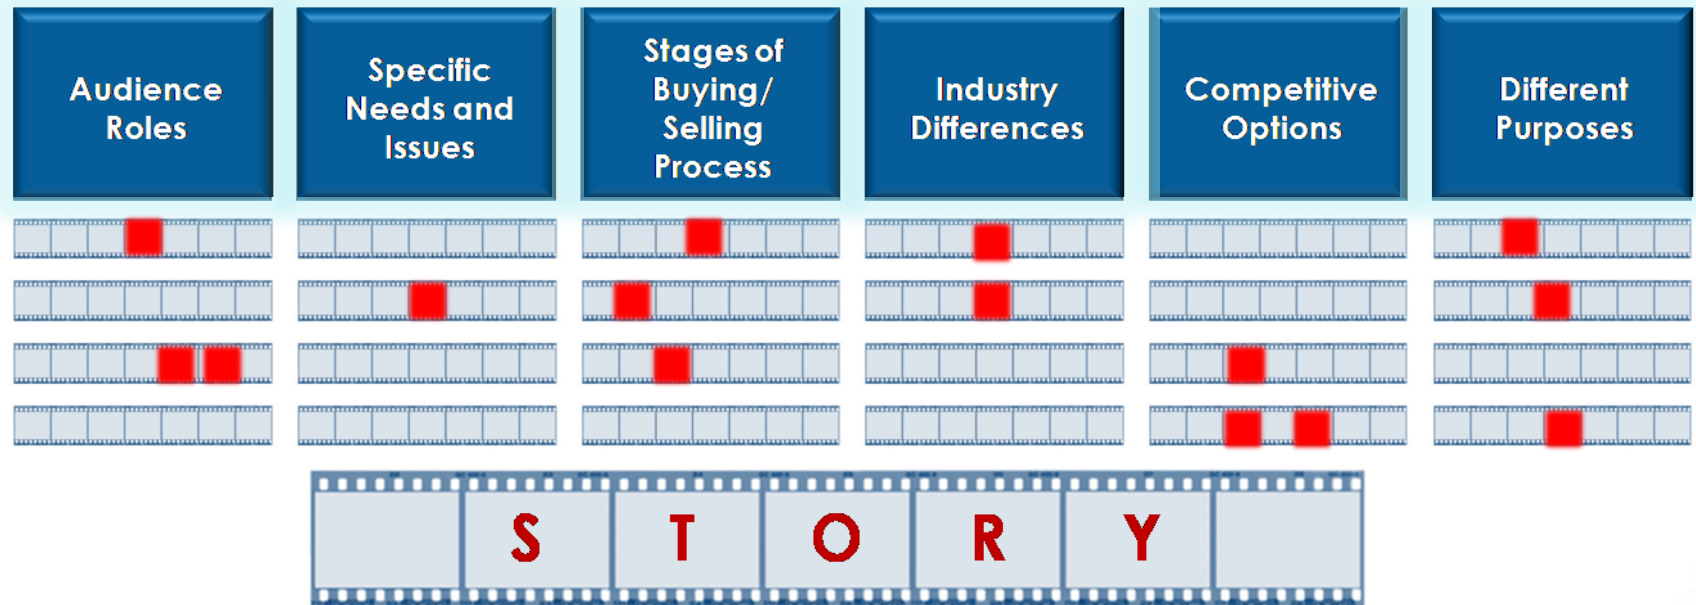 Audience
Roles
Specific
Needs and
Issues
Stages of
Buying/
Selling
Process
Industry
Differences
Competitive
Options
Different
Purposes
S T O R Y